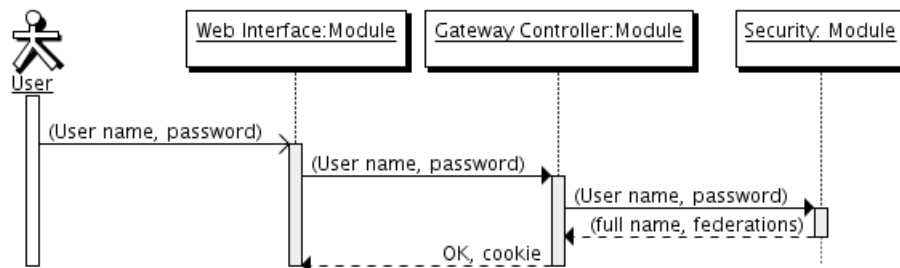 Web Interface:Module
Gateway Controller:Module
Security: Module
User
(User name, password)
(User name, password)
(User name, password)
(full name, federations)
OK, cookie